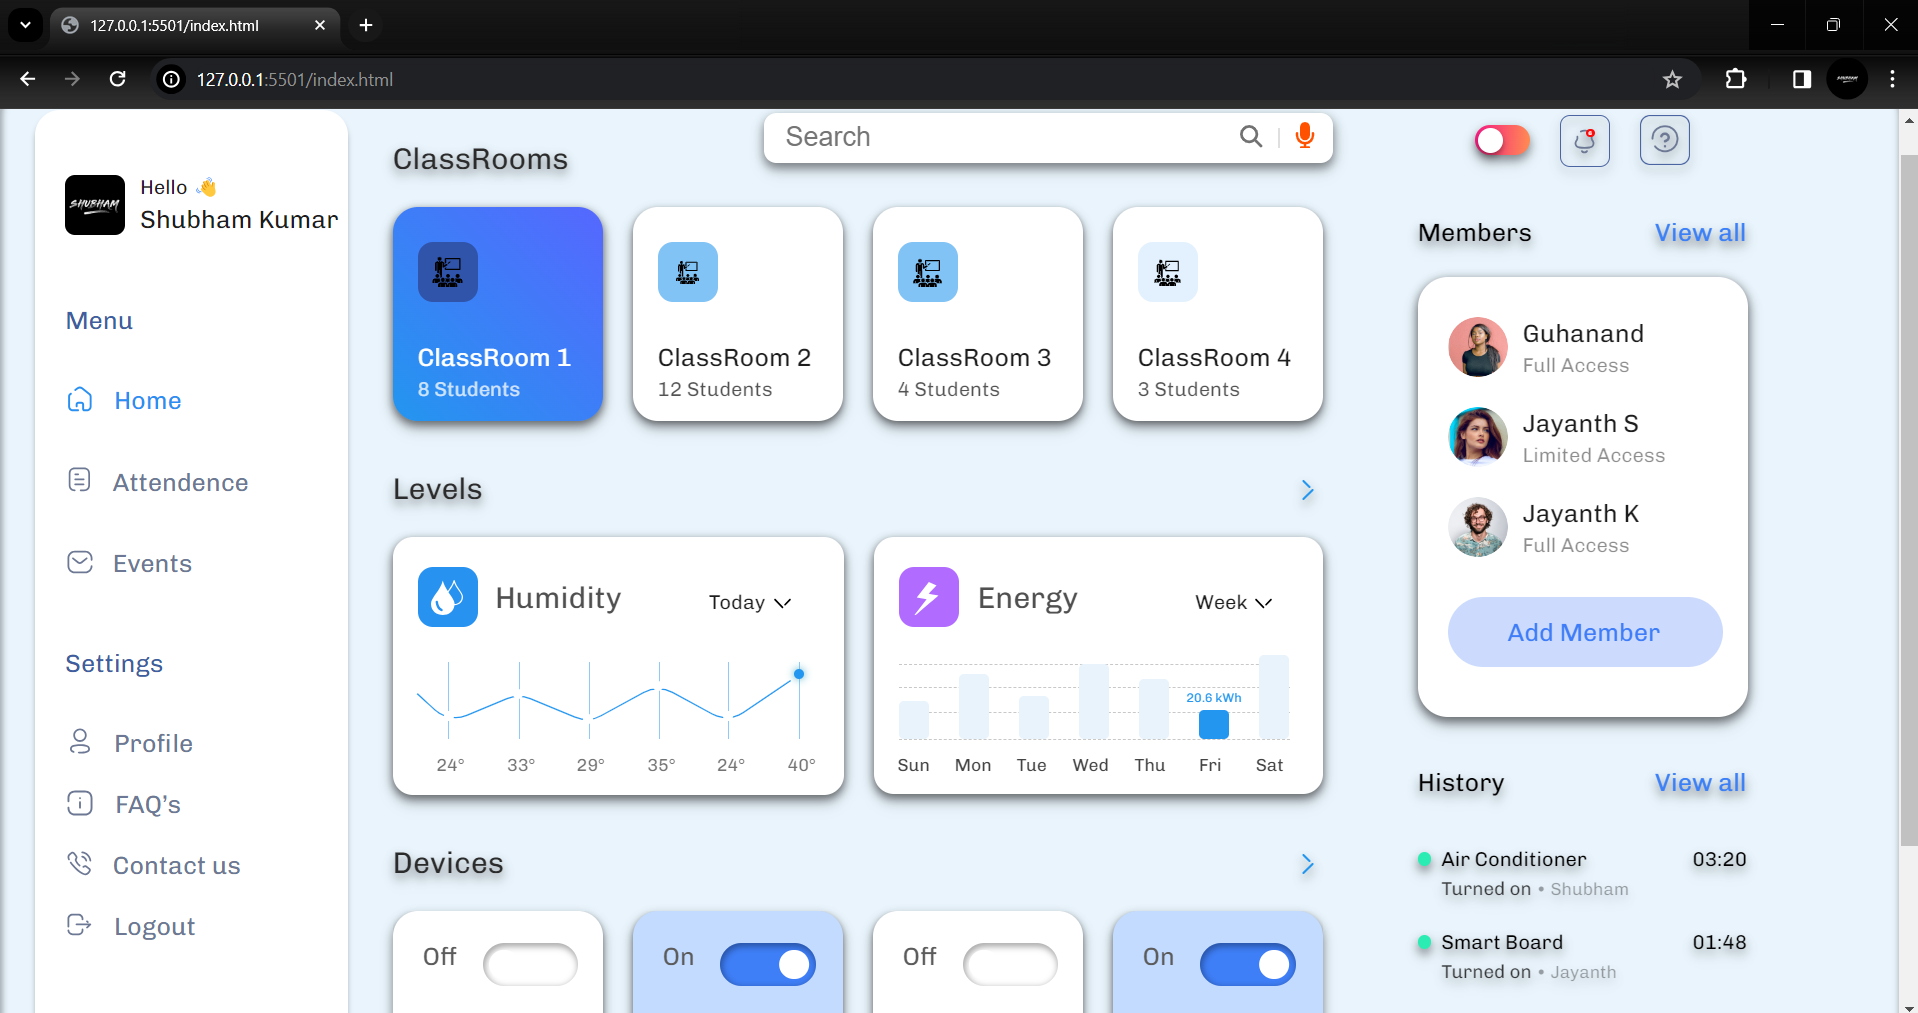 127.0.0.1:5501/index.html
127.0.0.1:5501/index.html
SHUBHAM
Hello 👋
Shubham Kumar
Menu
Home
Attendence
Events
Settings
Profile
FAQ's
Contact us
Logout
Search
ClassRooms
ClassRoom 1
8 Students
ClassRoom 2
12 Students
ClassRoom 3
4 Students
ClassRoom 4
3 Students
Levels
Humidity
Today
24° 33° 29° 35° 24° 40°
Energy
Week
20.6 kWh
Sun Mon Tue Wed Thu Fri Sat
Devices
Off
On
Off
On
Members
View all
Guhanand
Full Access
Jayanth S
Limited Access
Jayanth K
Full Access
Add Member
History
View all
Air Conditioner 03:20
Turned on • Shubham
Smart Board 01:48
Turned on • Jayanth